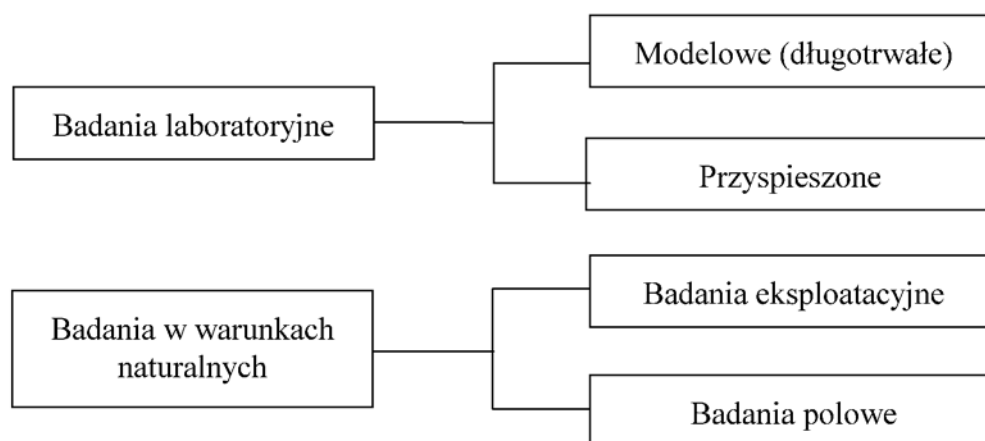 Modelowe (długotrwałe)
Badania laboratoryjne
Przyspieszone
Badania eksploatacyjne
Badania w warunkach
naturalnych
Badania polowe